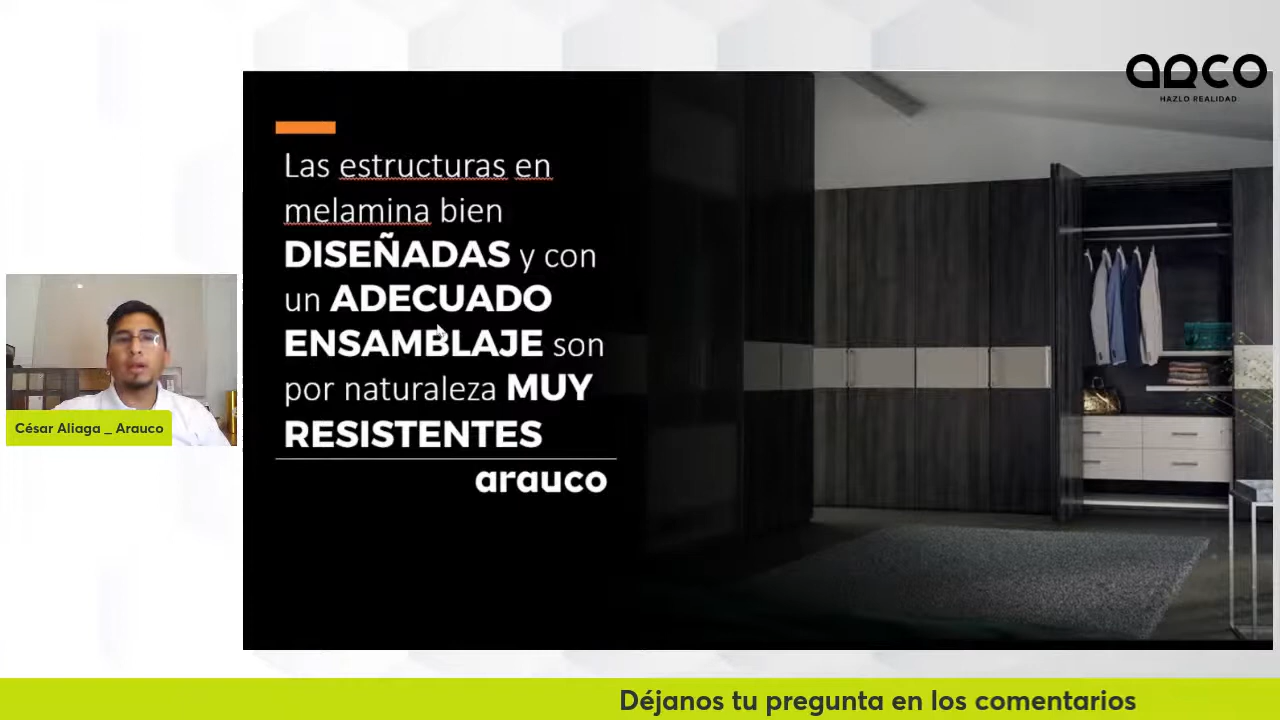 arco
HAZLO REALIDAD
Las estructuras en
melamina bien
DISEÑADAS y con
un ADECUADO
ENSAMBLAJE son
por naturaleza MUY
RESISTENTES
arauco
César Aliaga _ Arauco
Déjanos tu pregunta en los comentarios